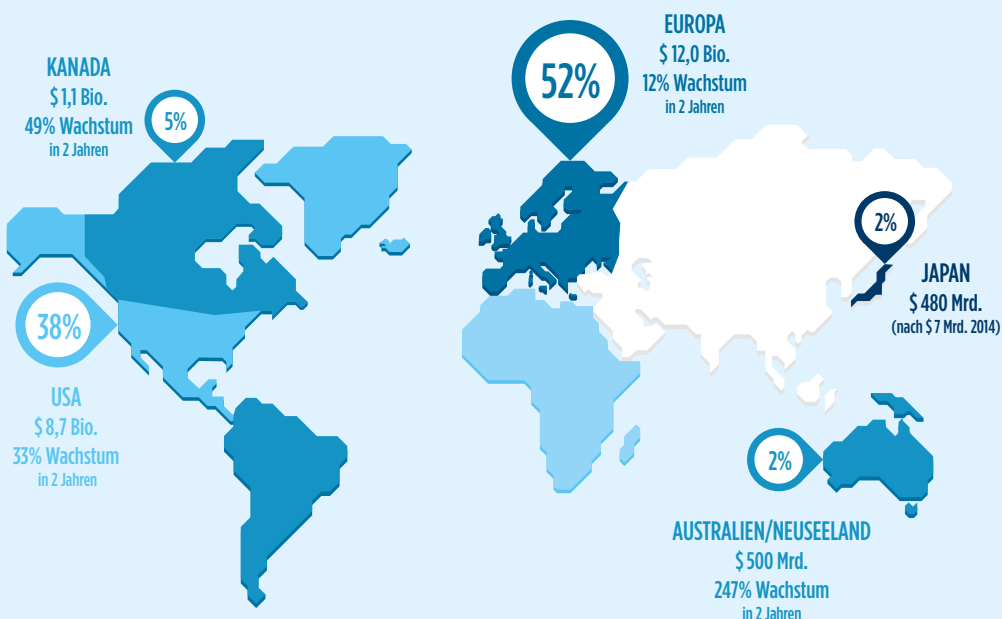 KANADA
$ 1,1 Bio.
49% Wachstum
in 2 Jahren
5%
52%
EUROPA
$ 12,0 Bio.
12% Wachstum
in 2 Jahren
2%
JAPAN
$ 480 Mrd.
(nach $ 7 Mrd. 2014)
38%
USA
$ 8,7 Bio.
33% Wachstum
in 2 Jahren
2%
AUSTRALIEN/NEUSEELAND
$ 500 Mrd.
247% Wachstum
in 2 Jahren